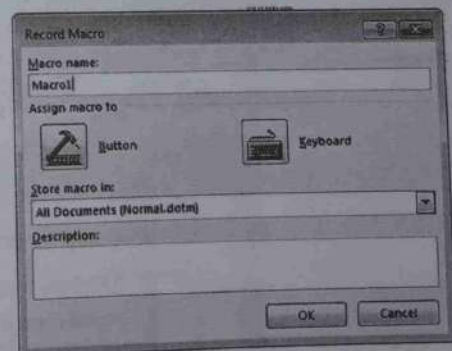 Record Macro
Macro name:
Macro1
Assign macro to
Button
Keyboard
Store macro in:
All Documents (Normal.dotm)
Description:
OK
Cancel